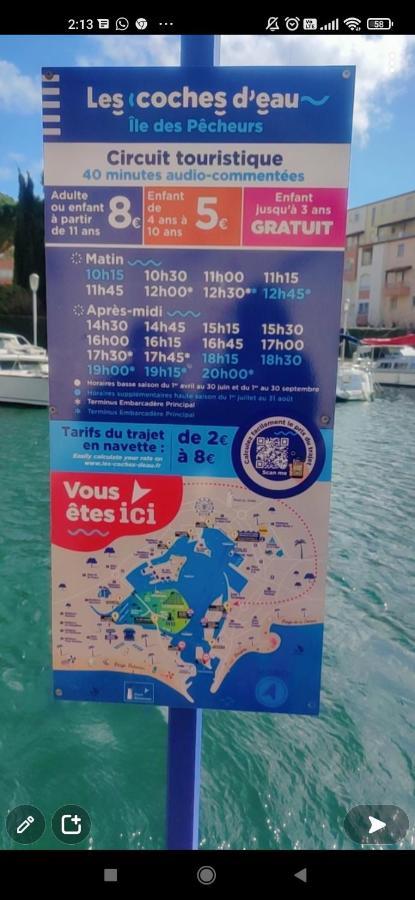 2:13
58
Les coches d'eau
Île des Pêcheurs
Circuit touristique
40 minutes audio-commentées
Adulte
ou enfant
à partir
de 11 ans
8€
Enfant
de
4 ans à
10 ans
5€
Enfant
jusqu'à 3 ans
GRATUIT
Matin
10h15 10h30 11h00 11h15
11h45 12h00* 12h30* 12h45*
Après-midi
14h30 14h45 15h15 15h30
16h00 16h15 16h45 17h00
17h30* 17h45* 18h15 18h30
19h00* 19h15* 20h00*
Horaires basse saison du 1er avril au 30 juin et du 1er au 30 septembre
Horaires supplémentaires haute saison du 1er juillet au 31 août
* Terminus Embarcadère Principal
* Terminus Embarcadère Principal
Tarifs du trajet
en navette :
Easily calculate your rate on
www.les-coches-deau.fr
de 2€
à 8€
Calculez facilement le prix du trajet
Scan me
Vous
êtes ici